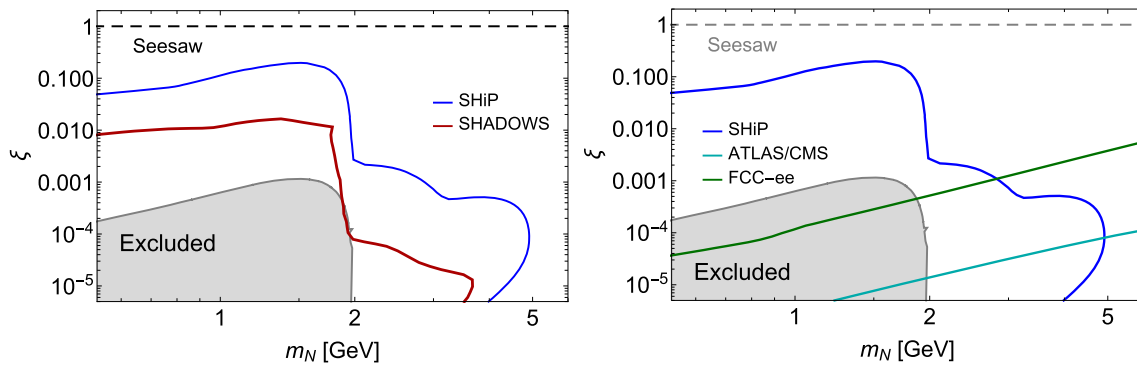 1
Seesaw
0.100
SHiP
SHADOWS
0.010
ξ
0.001
10⁻⁴
Excluded
10⁻⁵
1
2
5
m_N [GeV]
1
Seesaw
0.100
SHiP
0.010
ATLAS/CMS
ξ
FCC-ee
0.001
10⁻⁴
Excluded
10⁻⁵
1
2
5
m_N [GeV]